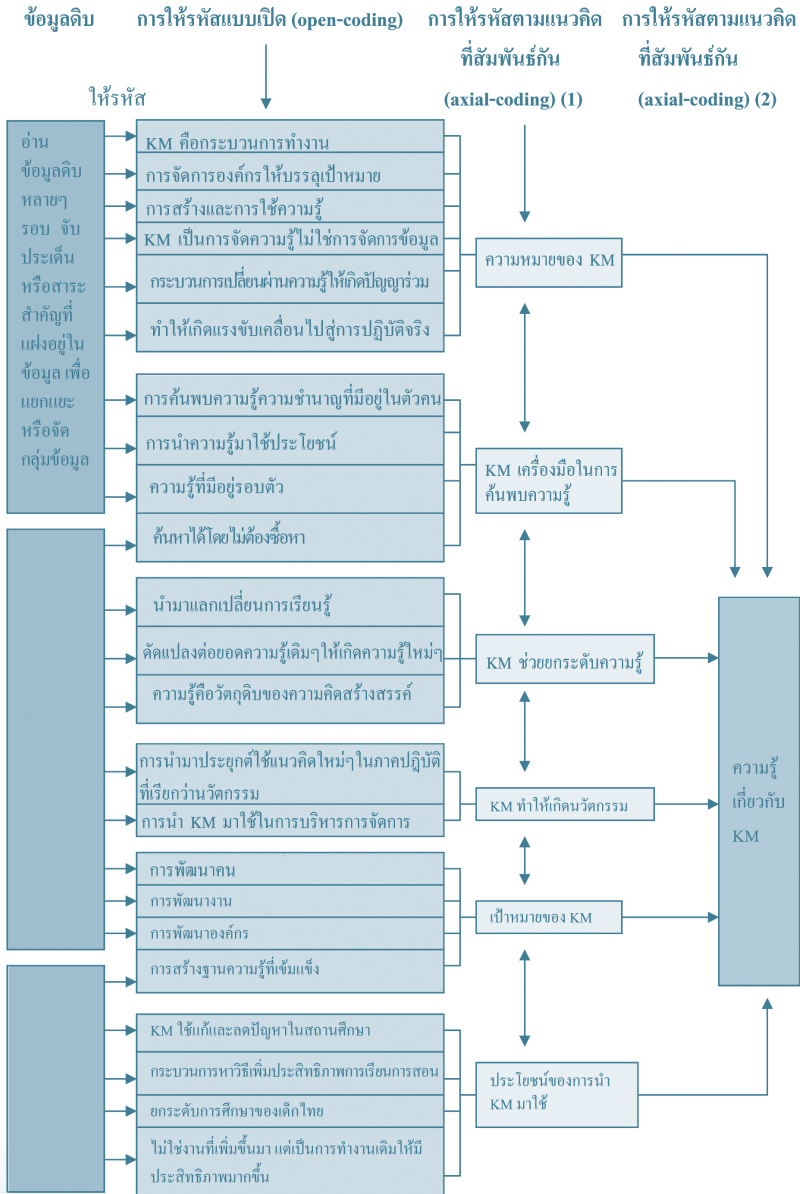 ข้อมูลดิบ
การให้รหัสแบบเปิด (open-coding)
การให้รหัสตามแนวคิด
ที่สัมพันธ์กัน
(axial-coding) (1)
การให้รหัสตามแนวคิด
ที่สัมพันธ์กัน
(axial-coding) (2)
ให้รหัส
อ่าน
ข้อมูลดิบ
หลายๆ
รอบ จับ
ประเด็น
หรือสาระ
สำคัญที่
แฝงอยู่ใน
ข้อมูล เพื่อ
แยกแยะ
หรือจัด
กลุ่มข้อมูล
KM คือกระบวนการทำงาน
การจัดการองค์กรให้บรรลุเป้าหมาย
การสร้างและการใช้ความรู้
KM เป็นการจัดความรู้ไม่ใช่การจัดการข้อมูล
กระบวนการเปลี่ยนผ่านความรู้ให้เกิดปัญญาร่วม
ทำให้เกิดแรงขับเคลื่อนไปสู่การปฏิบัติจริง
ความหมายของ KM
การค้นพบความรู้ความชำนาญที่มีอยู่ในตัวคน
การนำความรู้มาใช้ประโยชน์
ความรู้ที่มีอยู่รอบตัว
ค้นหาได้โดยไม่ต้องซื้อหา
KM เครื่องมือในการ
ค้นพบความรู้
นำมาแลกเปลี่ยนการเรียนรู้
ดัดแปลงต่อยอดความรู้เดิมๆให้เกิดความรู้ใหม่ๆ
ความรู้คือวัตถุดิบของความคิดสร้างสรรค์
KM ช่วยยกระดับความรู้
การนำมาประยุกต์ใช้แนวคิดใหม่ๆในภาคปฎิบัติ
ที่เรียกว่านวัตกรรม
การนำ KM มาใช้ในการบริหารการจัดการ
KM ทำให้เกิดนวัตกรรม
การพัฒนาคน
การพัฒนางาน
การพัฒนาองค์กร
การสร้างฐานความรู้ที่เข้มแข็ง
เป้าหมายของ KM
KM ใช้แก้และลดปัญหาในสถานศึกษา
กระบวนการหาวิธีเพิ่มประสิทธิภาพการเรียนการสอน
ยกระดับการศึกษาของเด็กไทย
ไม่ใช่งานที่เพิ่มขึ้นมา แต่เป็นการทำงานเดิมให้มี
ประสิทธิภาพมากขึ้น
ประโยชน์ของการนำ
KM มาใช้
ความรู้
เกี่ยวกับ
KM